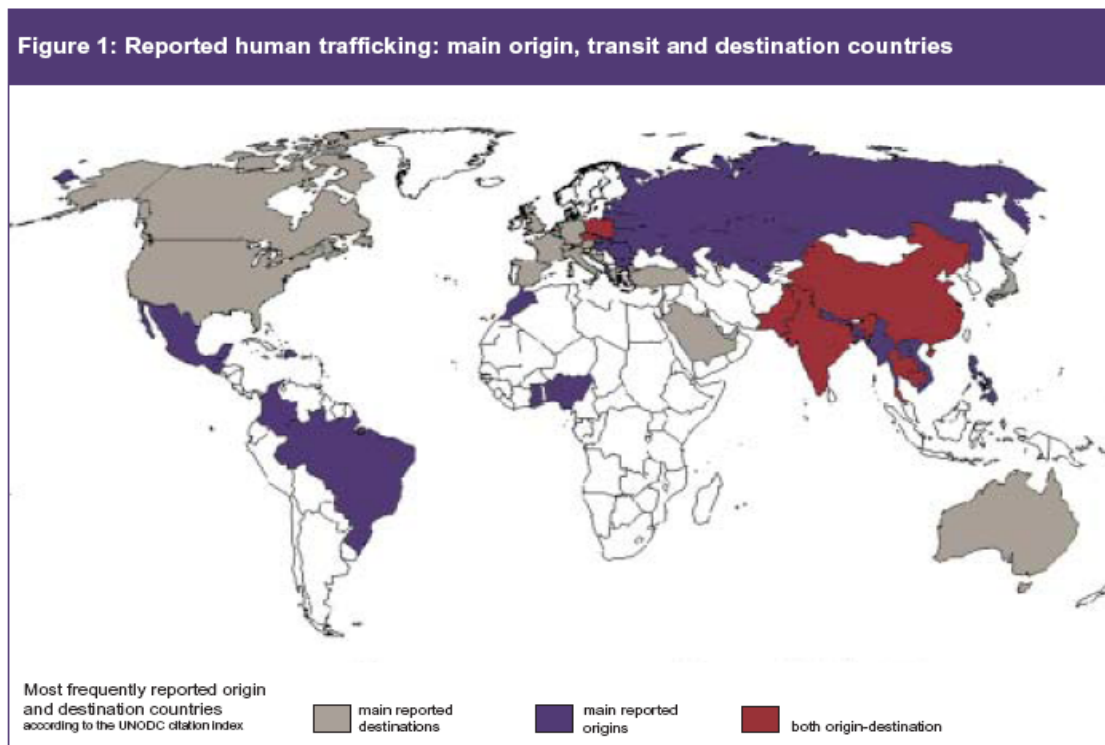 Figure 1: Reported human trafficking: main origin, transit and destination countries
Most frequently reported origin
and destination countries
according to the UNODC citation index
main reported
destinations
main reported
origins
both origin-destination